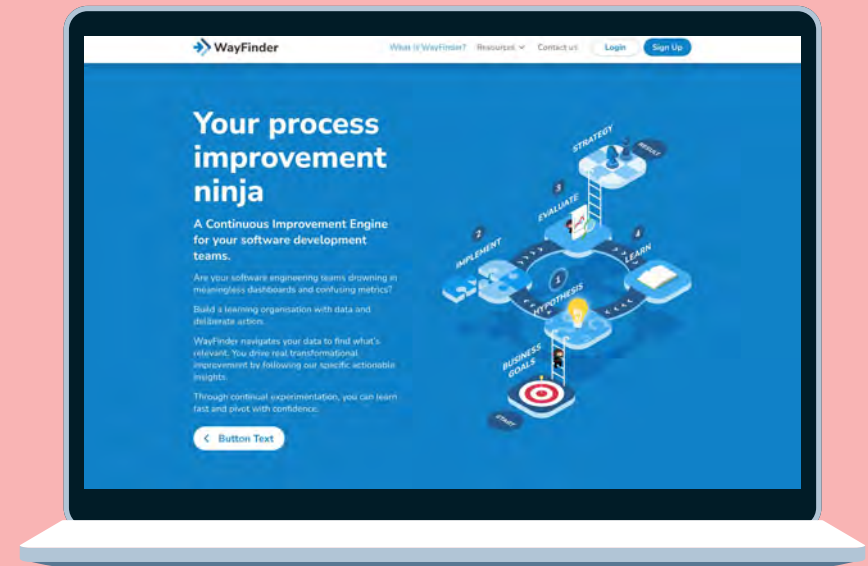 WayFinder
What is WayFinder? Resources Contact us Login Sign Up
Your process
improvement
ninja
A Continuous Improvement Engine
for your software development
teams.
Are your software engineering teams drowning in
meaningless dashboards and confusing metrics?
Build a learning organisation with data and
deliberate action.
WayFinder navigates your data to find what's
relevant. You drive real transformational
improvement by following our specific actionable
insights.
Through continual experimentation, you can learn
fast and pivot with confidence.
Button Text
STRATEGY
RESULT
3
EVALUATE
2
IMPLEMENT
4
LEARN
1
HYPOTHESIS
BUSINESS
GOALS
START